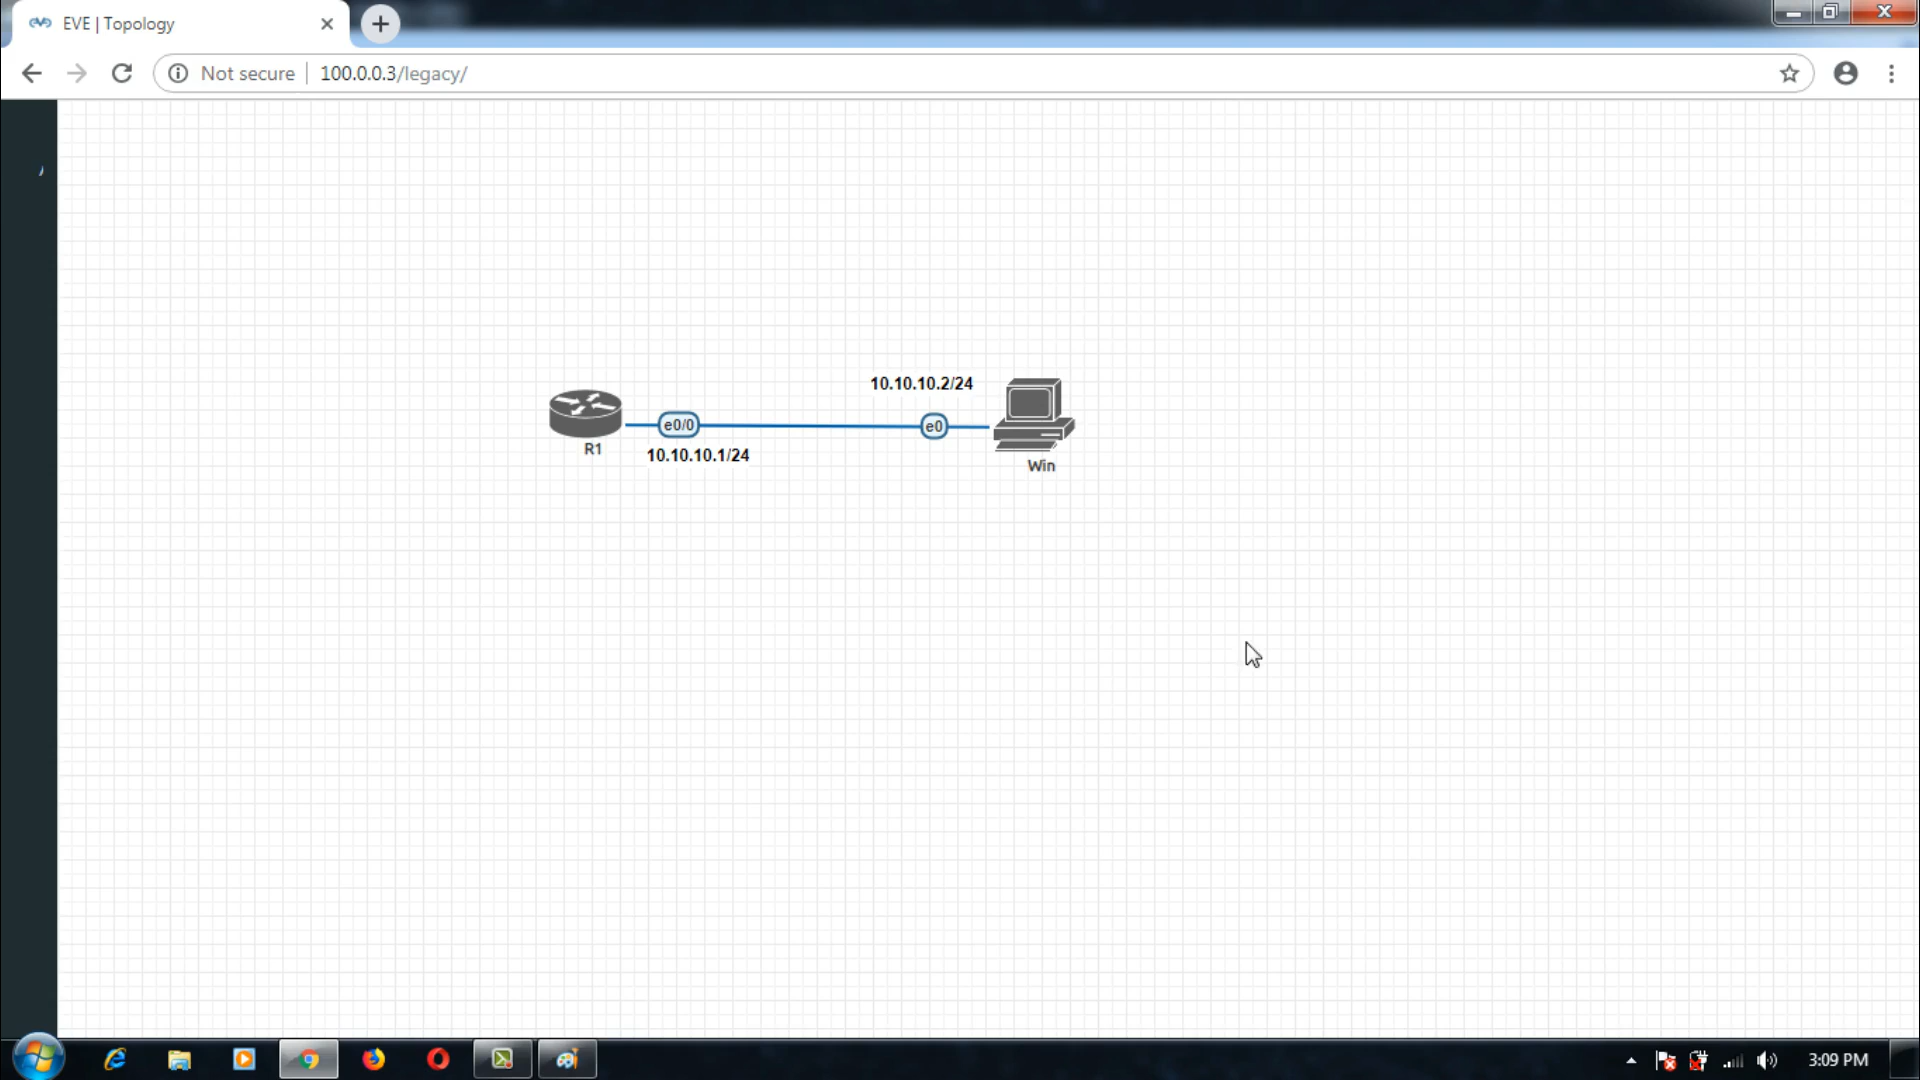 EVE | Topology
Not secure
100.0.0.3/legacy/
10.10.10.2/24
e0/0
e0
R1
10.10.10.1/24
Win
3:09 PM